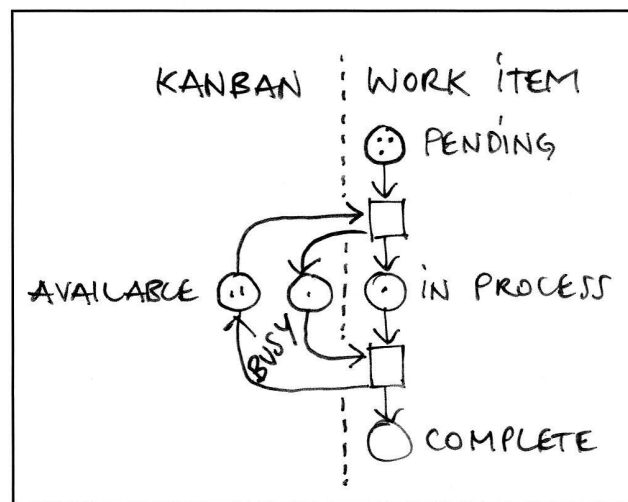 KANBAN
WORK ITEM
PENDING
AVAILABLE
IN PROCESS
BUSY
COMPLETE